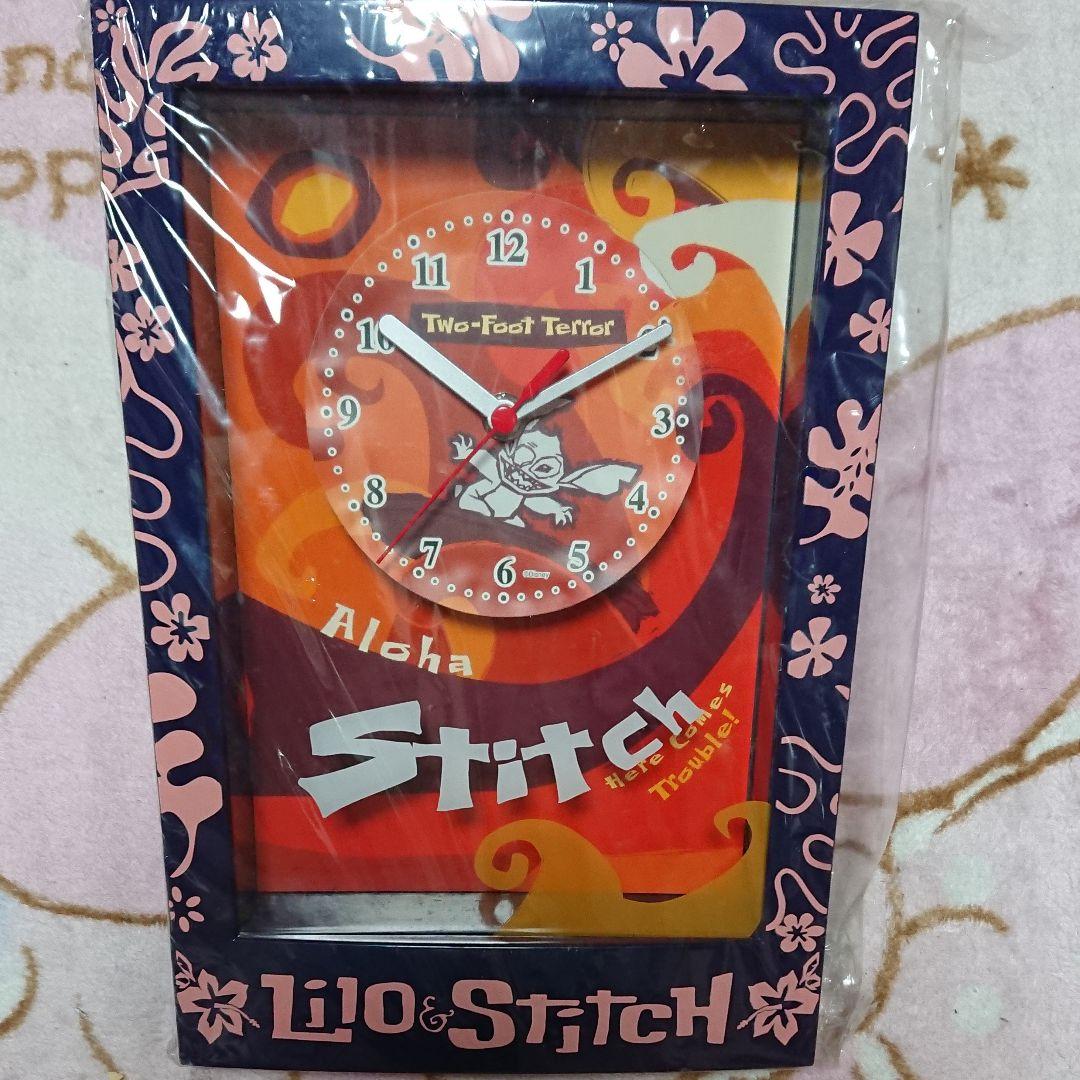 12
11
1
Two-Foot Terror
10
2
9
3
8
4
7
5
6
©Disney
Aloha
Stitch
Here Comes
Trouble!
Lilo & Stitch